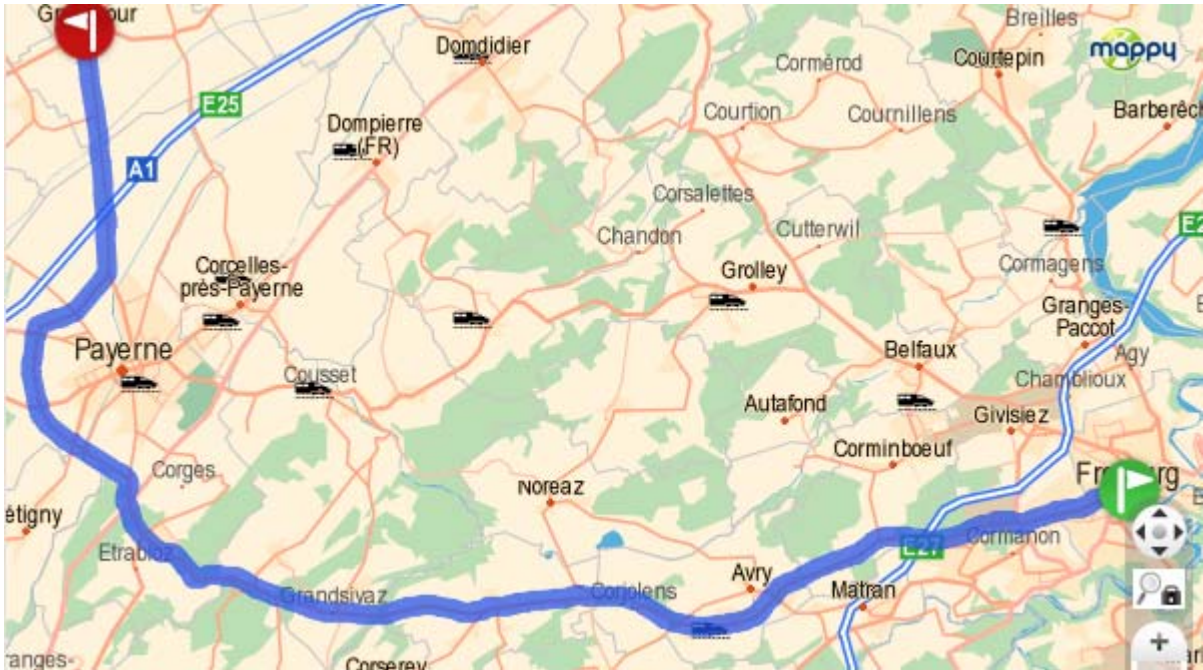 Breilles
Domdidier
Courtepin
mappy
Cormérod
E25
Courtion
Cournillens
Dompierre
(FR)
A1
Corsalettes
Cutterwil
Chandon
Corcelles-
près-Payerne
Grolley
Cormagens
Granges-
Paccot
Payerne
Belfaux
Agy
Cousset
Chamblioux
Autafond
Givisiez
Corminboeuf
Corges
Noreaz
Etrabloz
E27
Cormanon
Grandsivaz
Corjolens
Avry
Matran
Corserey